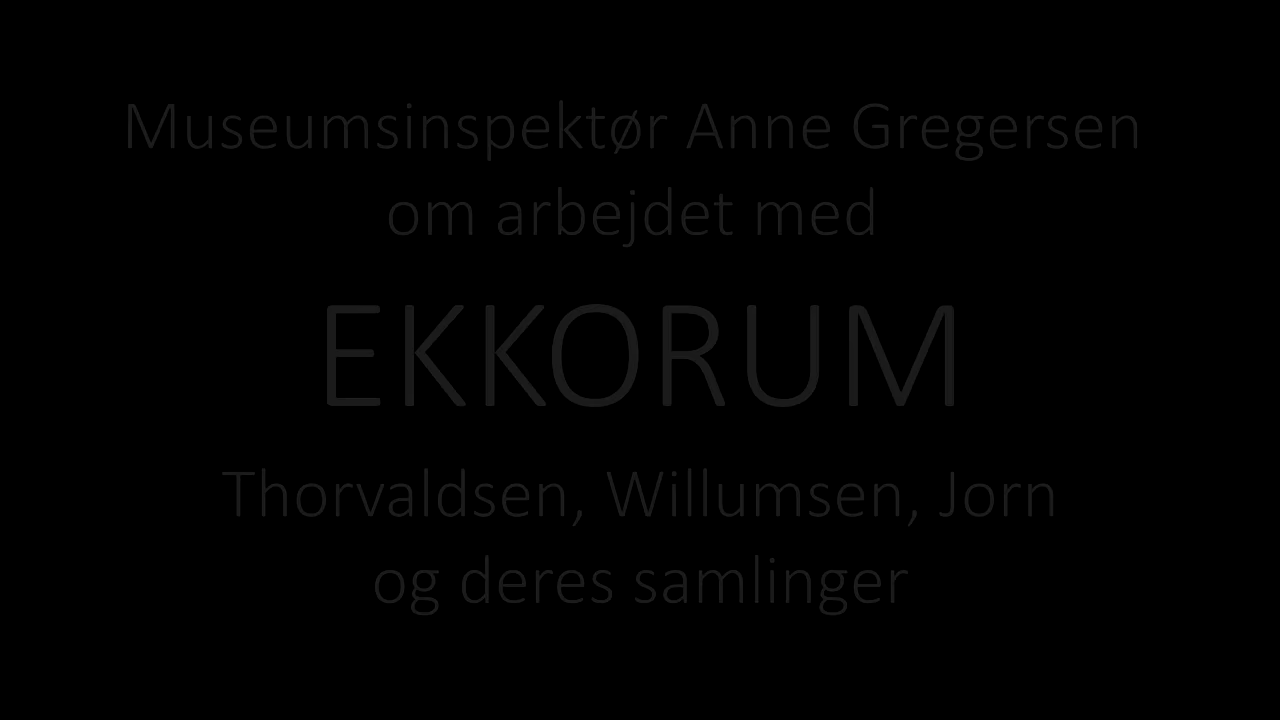 Museumsinspektør Anne Gregersen
om arbejdet med
EKKORUM
Thorvaldsen, Willumsen, Jorn
og deres samlinger